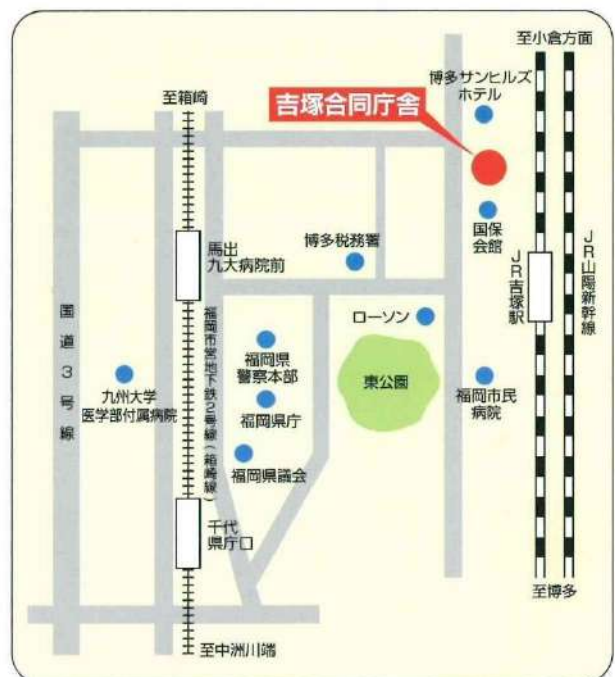 至小倉方面
博多サンヒルズ
ホテル
至箱崎
吉塚合同庁舎
国保
会館
馬出
九大病院前
博多税務署
JR吉塚駅
JR山陽新幹線
国道3号線
福岡市営地下鉄2号線(箱崎線)
ローソン
福岡県
警察本部
東公園
九州大学
医学部付属病院
福岡市民
病院
福岡県庁
福岡県議会
千代
県庁口
至博多
至中洲川端